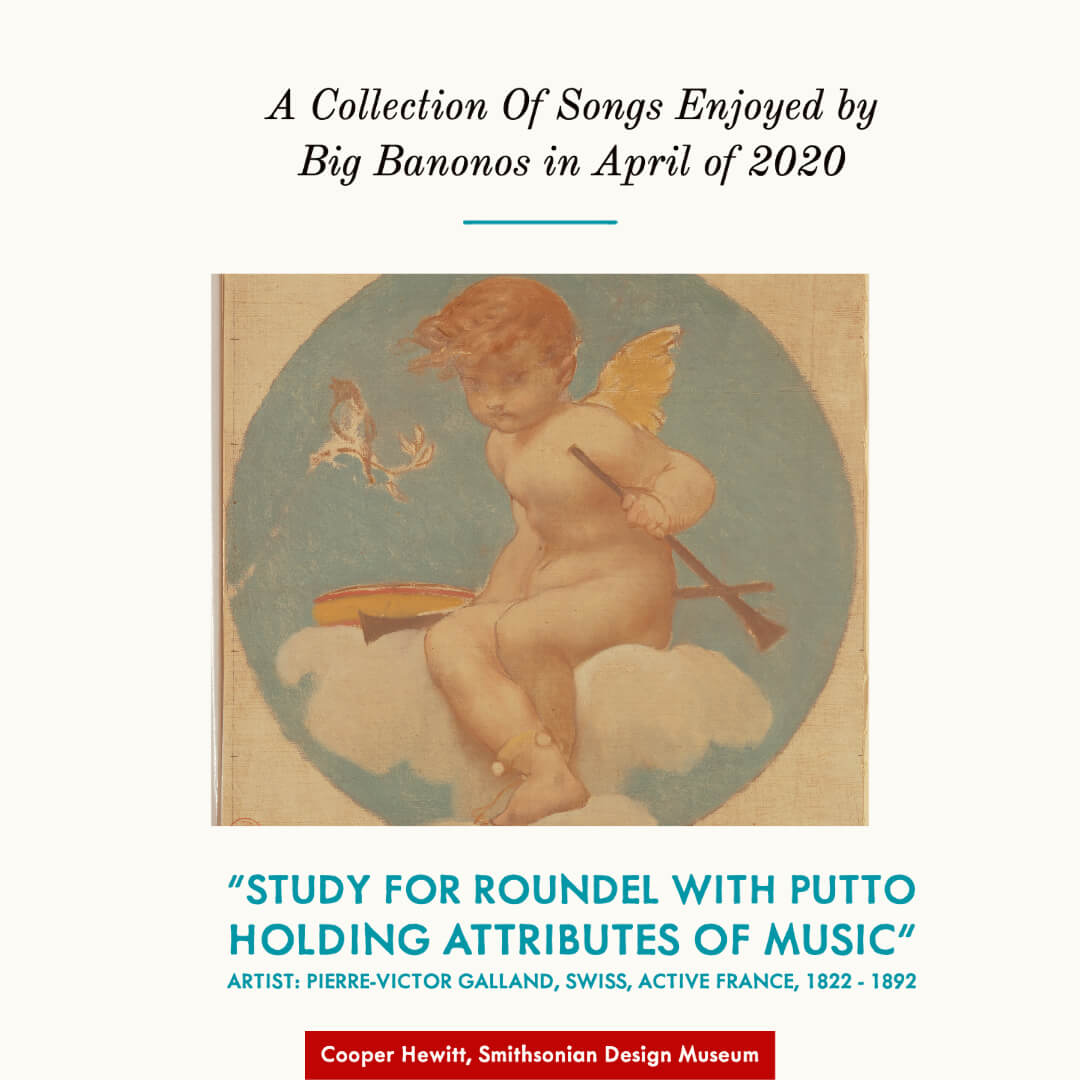 A Collection Of Songs Enjoyed by
Big Banonos in April of 2020
“STUDY FOR ROUNDEL WITH PUTTO
HOLDING ATTRIBUTES OF MUSIC”
ARTIST: PIERRE-VICTOR GALLAND, SWISS, ACTIVE FRANCE, 1822 - 1892
Cooper Hewitt, Smithsonian Design Museum